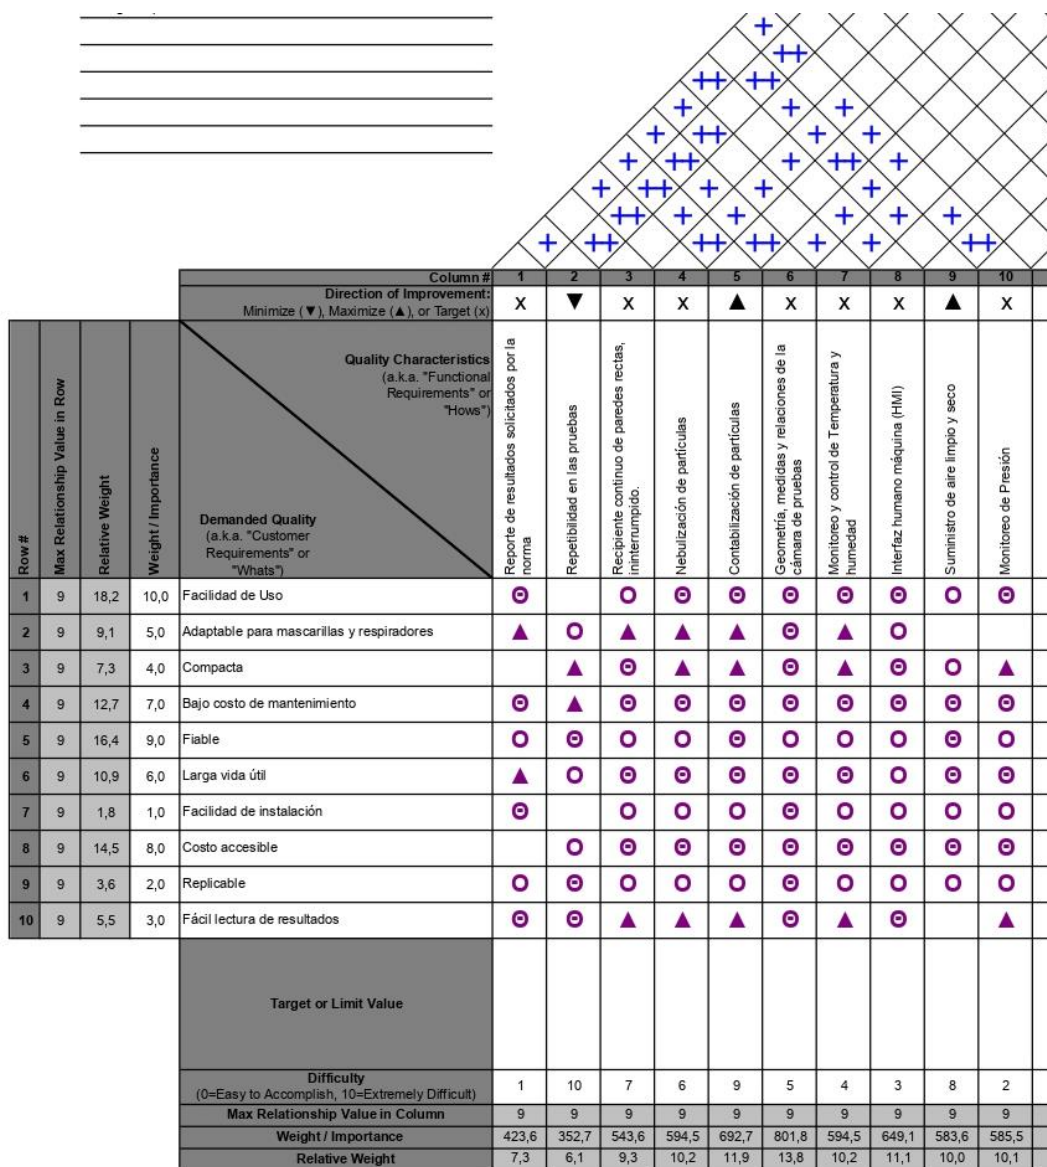 Column # 1 2 3 4 5 6 7 8 9 10
Direction of Improvement:
Minimize (▼), Maximize (▲), or Target (x) x ▼ x x ▲ x x x ▲ x
Row #
Max Relationship Value in Row
Relative Weight
Weight / Importance
Quality Characteristics
(a.k.a. "Functional
Requirements" or
"Hows")
Demanded Quality
(a.k.a. "Customer
Requirements" or
"Whats")
Reporte de resultados solicitados por la
norma
Repetibilidad en las pruebas
Recipiente continuo de paredes rectas,
ininterrumpido.
Nebulización de partículas
Contabilización de partículas
Geometría, medidas y relaciones de la
cámara de pruebas
Monitoreo y control de Temperatura y
humedad
Interfaz humano máquina (HMI)
Suministro de aire limpio y seco
Monitoreo de Presión
1 9 18,2 10,0 Facilidad de Uso
2 9 9,1 5,0 Adaptable para mascarillas y respiradores
3 9 7,3 4,0 Compacta
4 9 12,7 7,0 Bajo costo de mantenimiento
5 9 16,4 9,0 Fiable
6 9 10,9 6,0 Larga vida útil
7 9 1,8 1,0 Facilidad de instalación
8 9 14,5 8,0 Costo accesible
9 9 3,6 2,0 Replicable
10 9 5,5 3,0 Fácil lectura de resultados
Target or Limit Value
Difficulty
(0=Easy to Accomplish, 10=Extremely Difficult) 1 10 7 6 9 5 4 3 8 2
Max Relationship Value in Column 9 9 9 9 9 9 9 9 9 9
Weight / Importance 423,6 352,7 543,6 594,5 692,7 801,8 594,5 649,1 583,6 585,5
Relative Weight 7,3 6,1 9,3 10,2 11,9 13,8 10,2 11,1 10,0 10,1